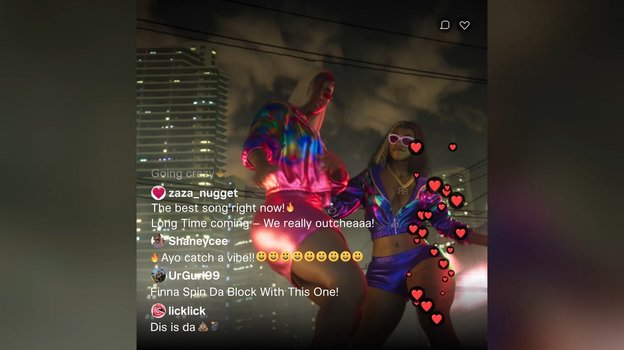 Going crazy🔥
zaza_nugget
The best song right now!🔥
Long Time coming – We really outcheaaa!
Shaneycee
🔥Ayo catch a vibe!!😃😃😃😃😃😃😃😃😃
UrGurl99
Finna Spin Da Block With This One!
licklick
Dis is da💩💣